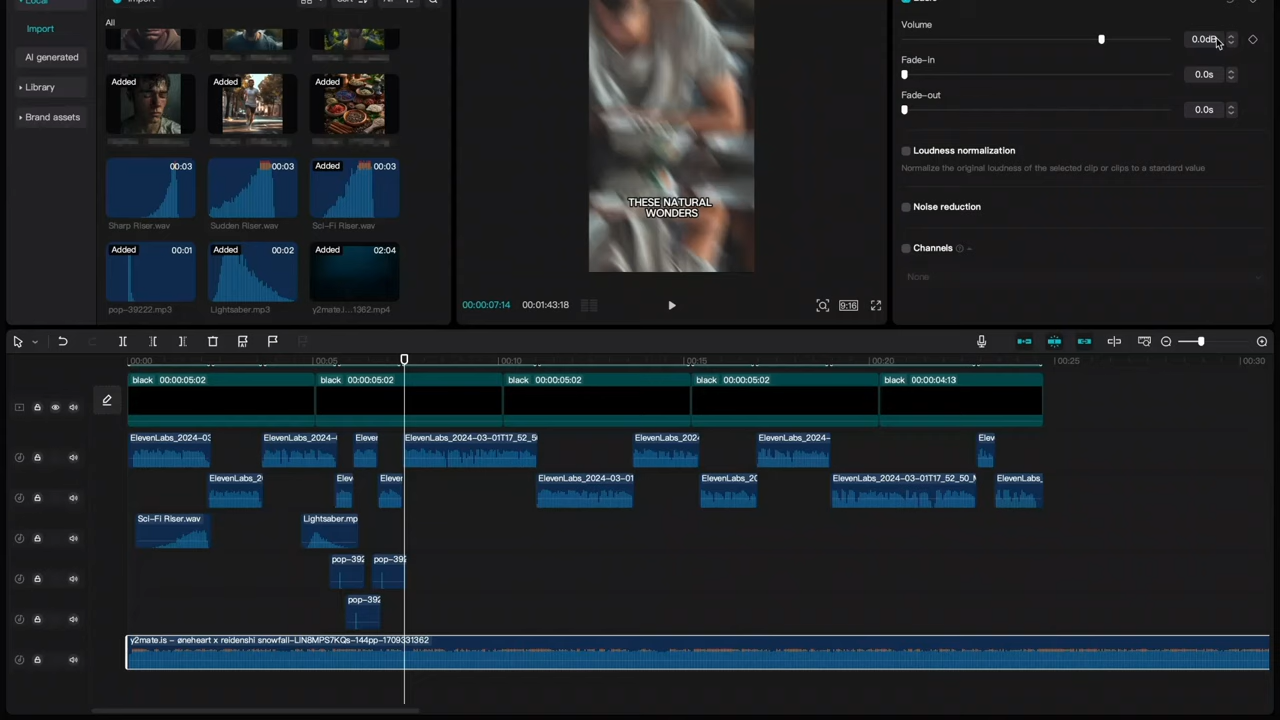 Local
Import
All
Import
AI generated
Library
Brand assets
Added
Added
Added
00:03
00:03
Added
00:03
Sharp Riser.wav
Sudden Riser.wav
Sci-Fi Riser.wav
Added
00:01
Added
00:02
Added
02:04
pop-39222.mp3
Lightsaber.mp3
y2mate.i...1362.mp4
THESE NATURAL
WONDERS
00:00:07:14
00:01:43:18
9:16
Volume
0.0dB
Fade-in
0.0s
Fade-out
0.0s
Loudness normalization
Normalize the original loudness of the selected clip or clips to a standard value
Noise reduction
Channels
None
00:00
00:05
00:10
00:15
00:20
00:25
00:30
black 00:00:05:02
black 00:00:05:02
black 00:00:05:02
black 00:00:05:02
black 00:00:04:13
ElevenLabs_2024-03
ElevenLabs_2024-
Elever
ElevenLabs_2024-03-01T17_52_5
ElevenLabs_2024
ElevenLabs_2024-
Elev
ElevenLabs_2
Elev
Elever
ElevenLabs_2024-03-01
ElevenLabs_20
ElevenLabs_2024-03-01T17_52_50_
ElevenLabs_
Sci-Fi Riser.wav
Lightsaber.mp
pop-392
pop-39
pop-392
y2mate.is - øneheart x reidenshi snowfall-LlN8MPS7KQs-144pp-1709331362